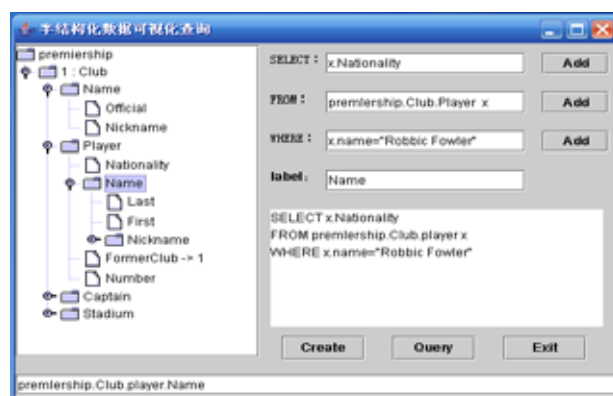 半结构化数据可视化查询
premiership
1 : Club
Name
Official
Nickname
Player
Nationality
Name
Last
First
Nickname
FormerClub -> 1
Number
Captain
Stadium
SELECT：
x.Nationality
Add
FROM：
premiership.Club.Player x
Add
WHERE：
x.name="Robbic Fowler"
Add
label:
Name
SELECT x.Nationality
FROM premiership.Club.player x
WHERE x.name="Robbic Fowler"
Create
Query
Exit
premiership.Club.player.Name